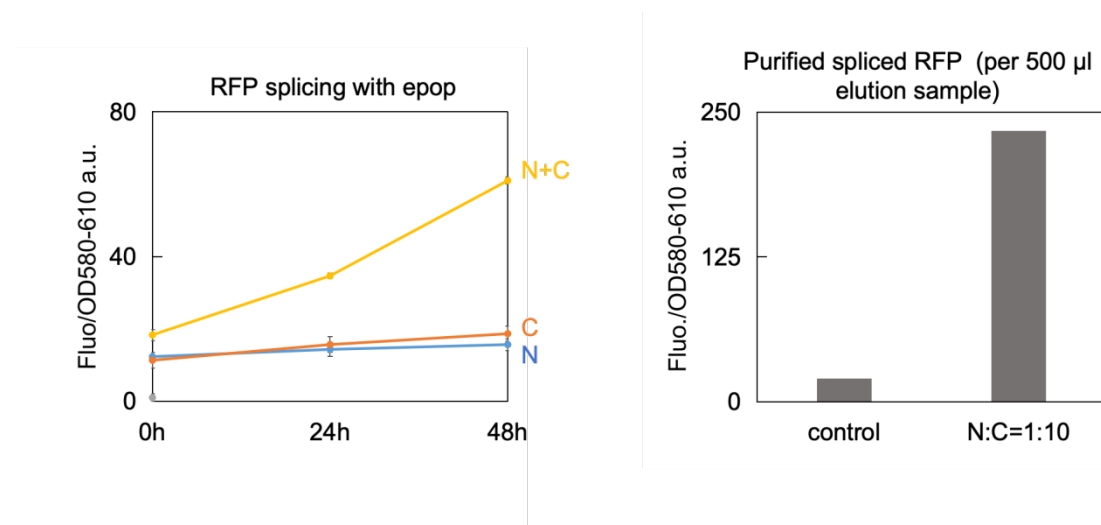 RFP splicing with epop
80
40
0
Fluo/OD580-610 a.u.
0h
24h
48h
N+C
C
N
Purified spliced RFP (per 500 µl
elution sample)
250
125
0
Fluo./OD580-610 a.u.
control
N:C=1:10